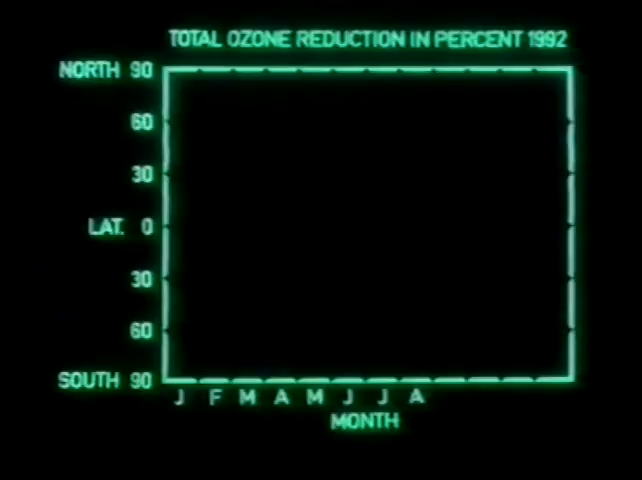 TOTAL OZONE REDUCTION IN PERCENT 1992
NORTH 90
60
30
LAT. 0
30
60
SOUTH 90
J F M A M J J A
MONTH